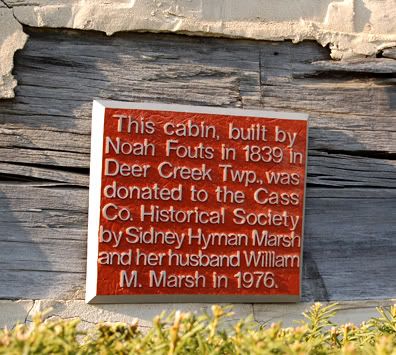 This cabin, built by
Noah Fouts in 1839 in
Deer Creek Twp., was
donated to the Cass
Co. Historical Society
by Sidney Hyman Marsh
and her husband William
M. Marsh in 1976.